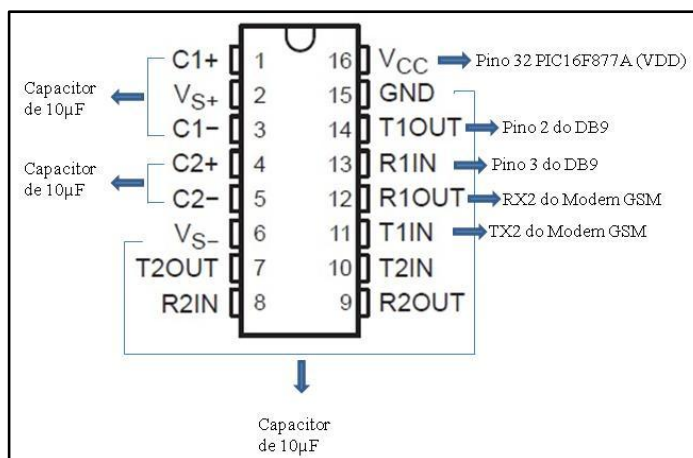 C1+ 1 16 VCC Pino 32 PIC16F877A (VDD)
Capacitor
de 10µF
VS+ 2 15 GND
C1− 3 14 T1OUT Pino 2 do DB9
Capacitor
de 10µF
C2+ 4 13 R1IN Pino 3 do DB9
C2− 5 12 R1OUT RX2 do Modem GSM
VS− 6 11 T1IN TX2 do Modem GSM
T2OUT 7 10 T2IN
R2IN 8 9 R2OUT
Capacitor
de 10µF